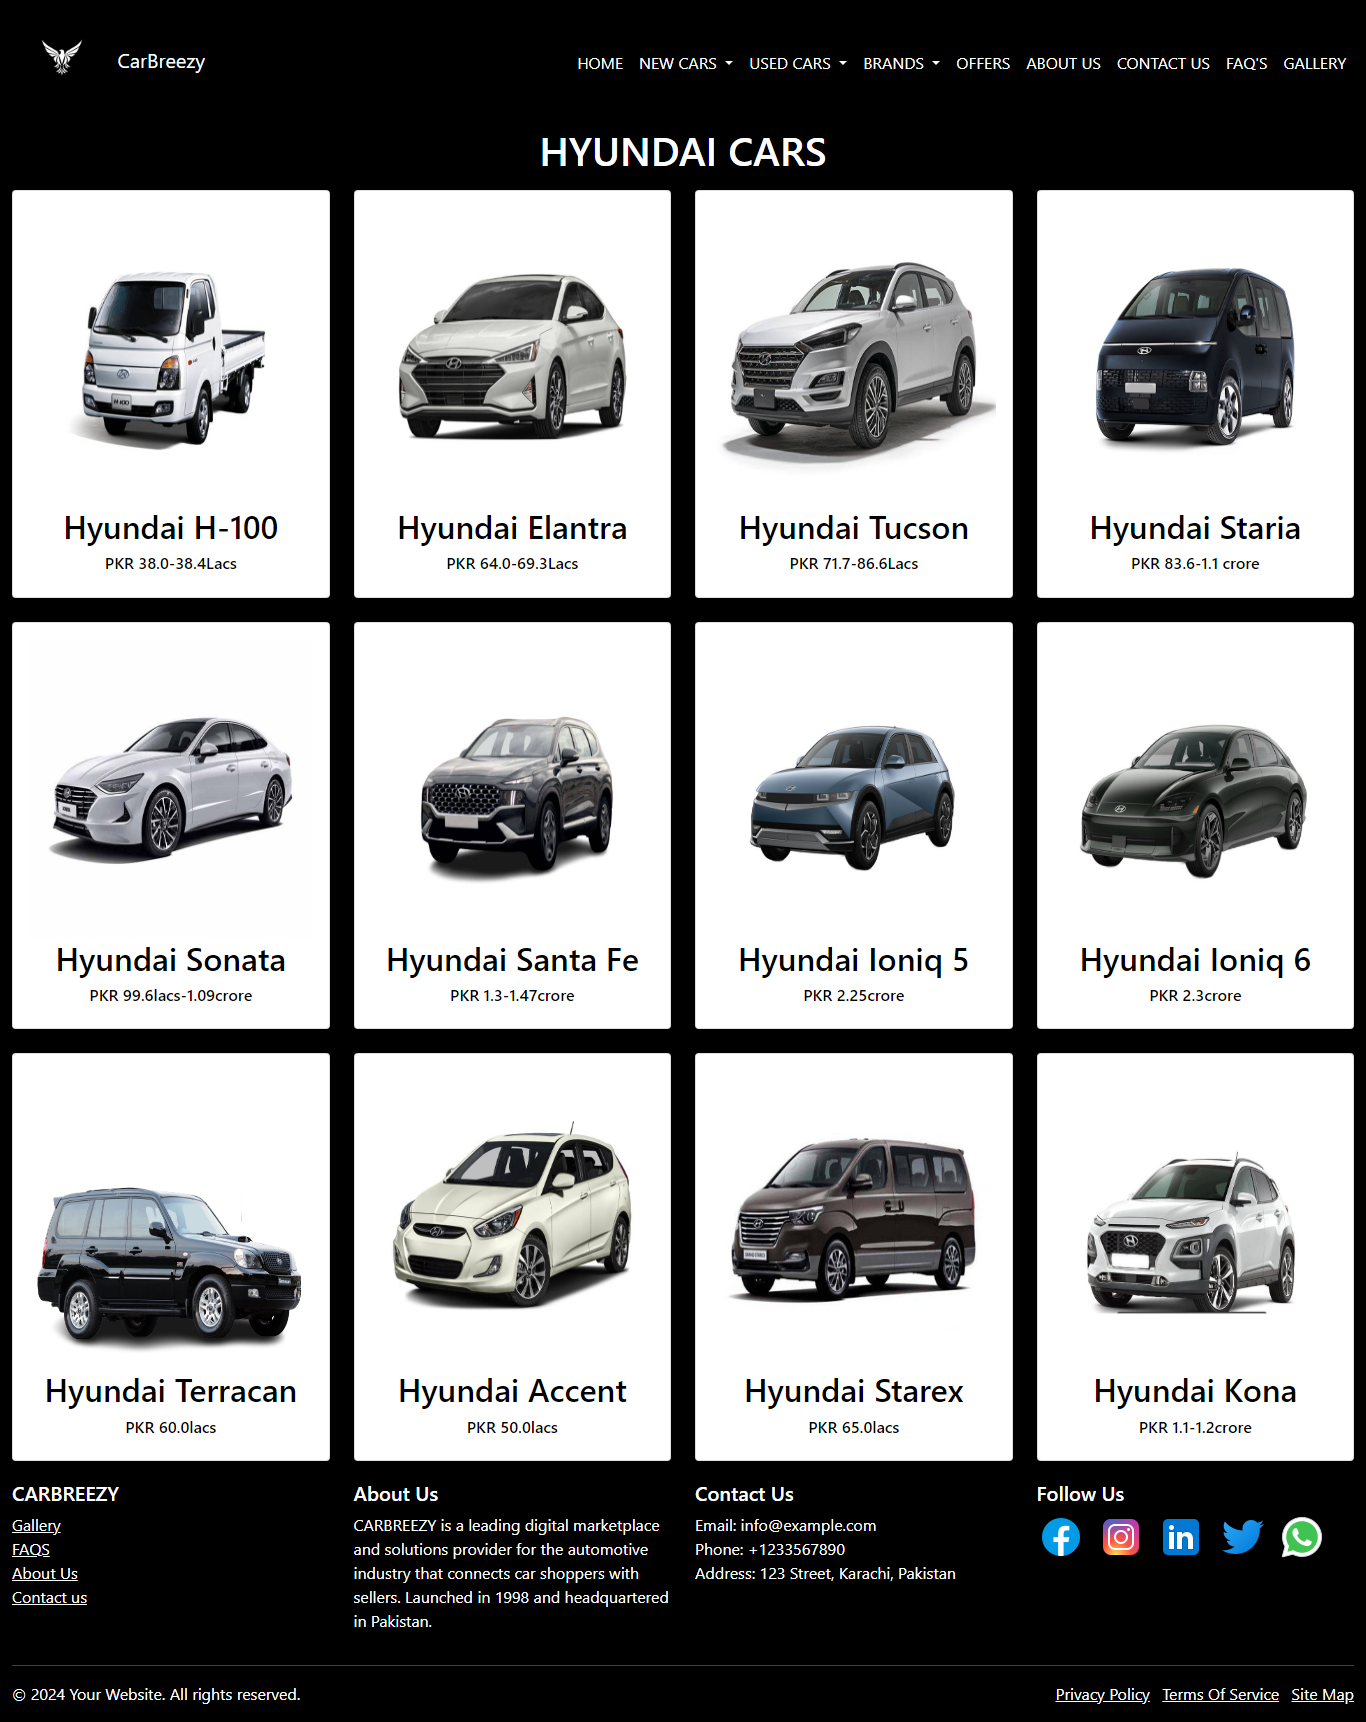 CarBreezy
HOME NEW CARS USED CARS BRANDS OFFERS ABOUT US CONTACT US FAQ'S GALLERY
HYUNDAI CARS
Hyundai H-100
PKR 38.0-38.4Lacs
Hyundai Elantra
PKR 64.0-69.3Lacs
Hyundai Tucson
PKR 71.7-86.6Lacs
Hyundai Staria
PKR 83.6-1.1 crore
Hyundai Sonata
PKR 99.6lacs-1.09crore
Hyundai Santa Fe
PKR 1.3-1.47crore
Hyundai Ioniq 5
PKR 2.25crore
Hyundai Ioniq 6
PKR 2.3crore
Hyundai Terracan
PKR 60.0lacs
Hyundai Accent
PKR 50.0lacs
Hyundai Starex
PKR 65.0lacs
Hyundai Kona
PKR 1.1-1.2crore
CARBREEZY
Gallery
FAQS
About Us
Contact us
About Us
CARBREEZY is a leading digital marketplace
and solutions provider for the automotive
industry that connects car shoppers with
sellers. Launched in 1998 and headquartered
in Pakistan.
Contact Us
Email: info@example.com
Phone: +1233567890
Address: 123 Street, Karachi, Pakistan
Follow Us
© 2024 Your Website. All rights reserved.
Privacy Policy Terms Of Service Site Map